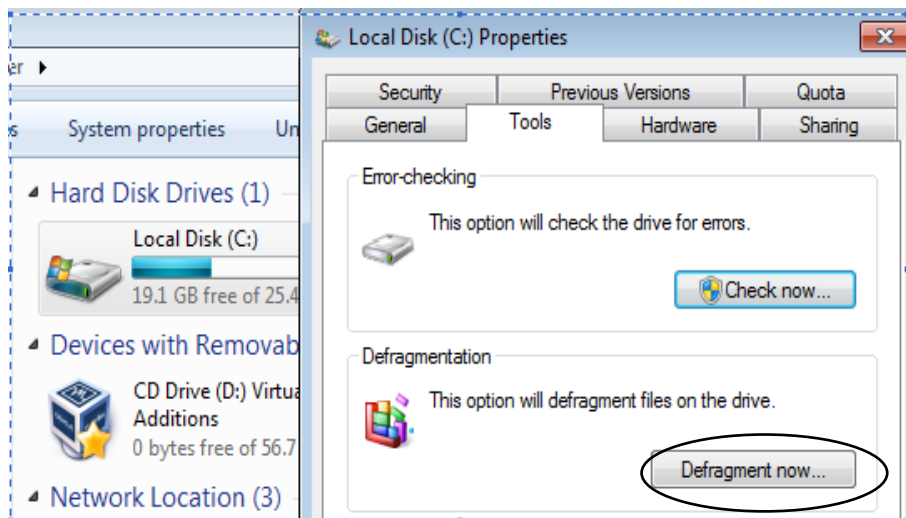 er
s System properties Un
Hard Disk Drives (1)
Local Disk (C:)
19.1 GB free of 25.4
Devices with Removab
CD Drive (D:) Virtua
Additions
0 bytes free of 56.7
Network Location (3)
Local Disk (C:) Properties
Security Previous Versions Quota
General Tools Hardware Sharing
Error-checking
This option will check the drive for errors.
Check now...
Defragmentation
This option will defragment files on the drive.
Defragment now...